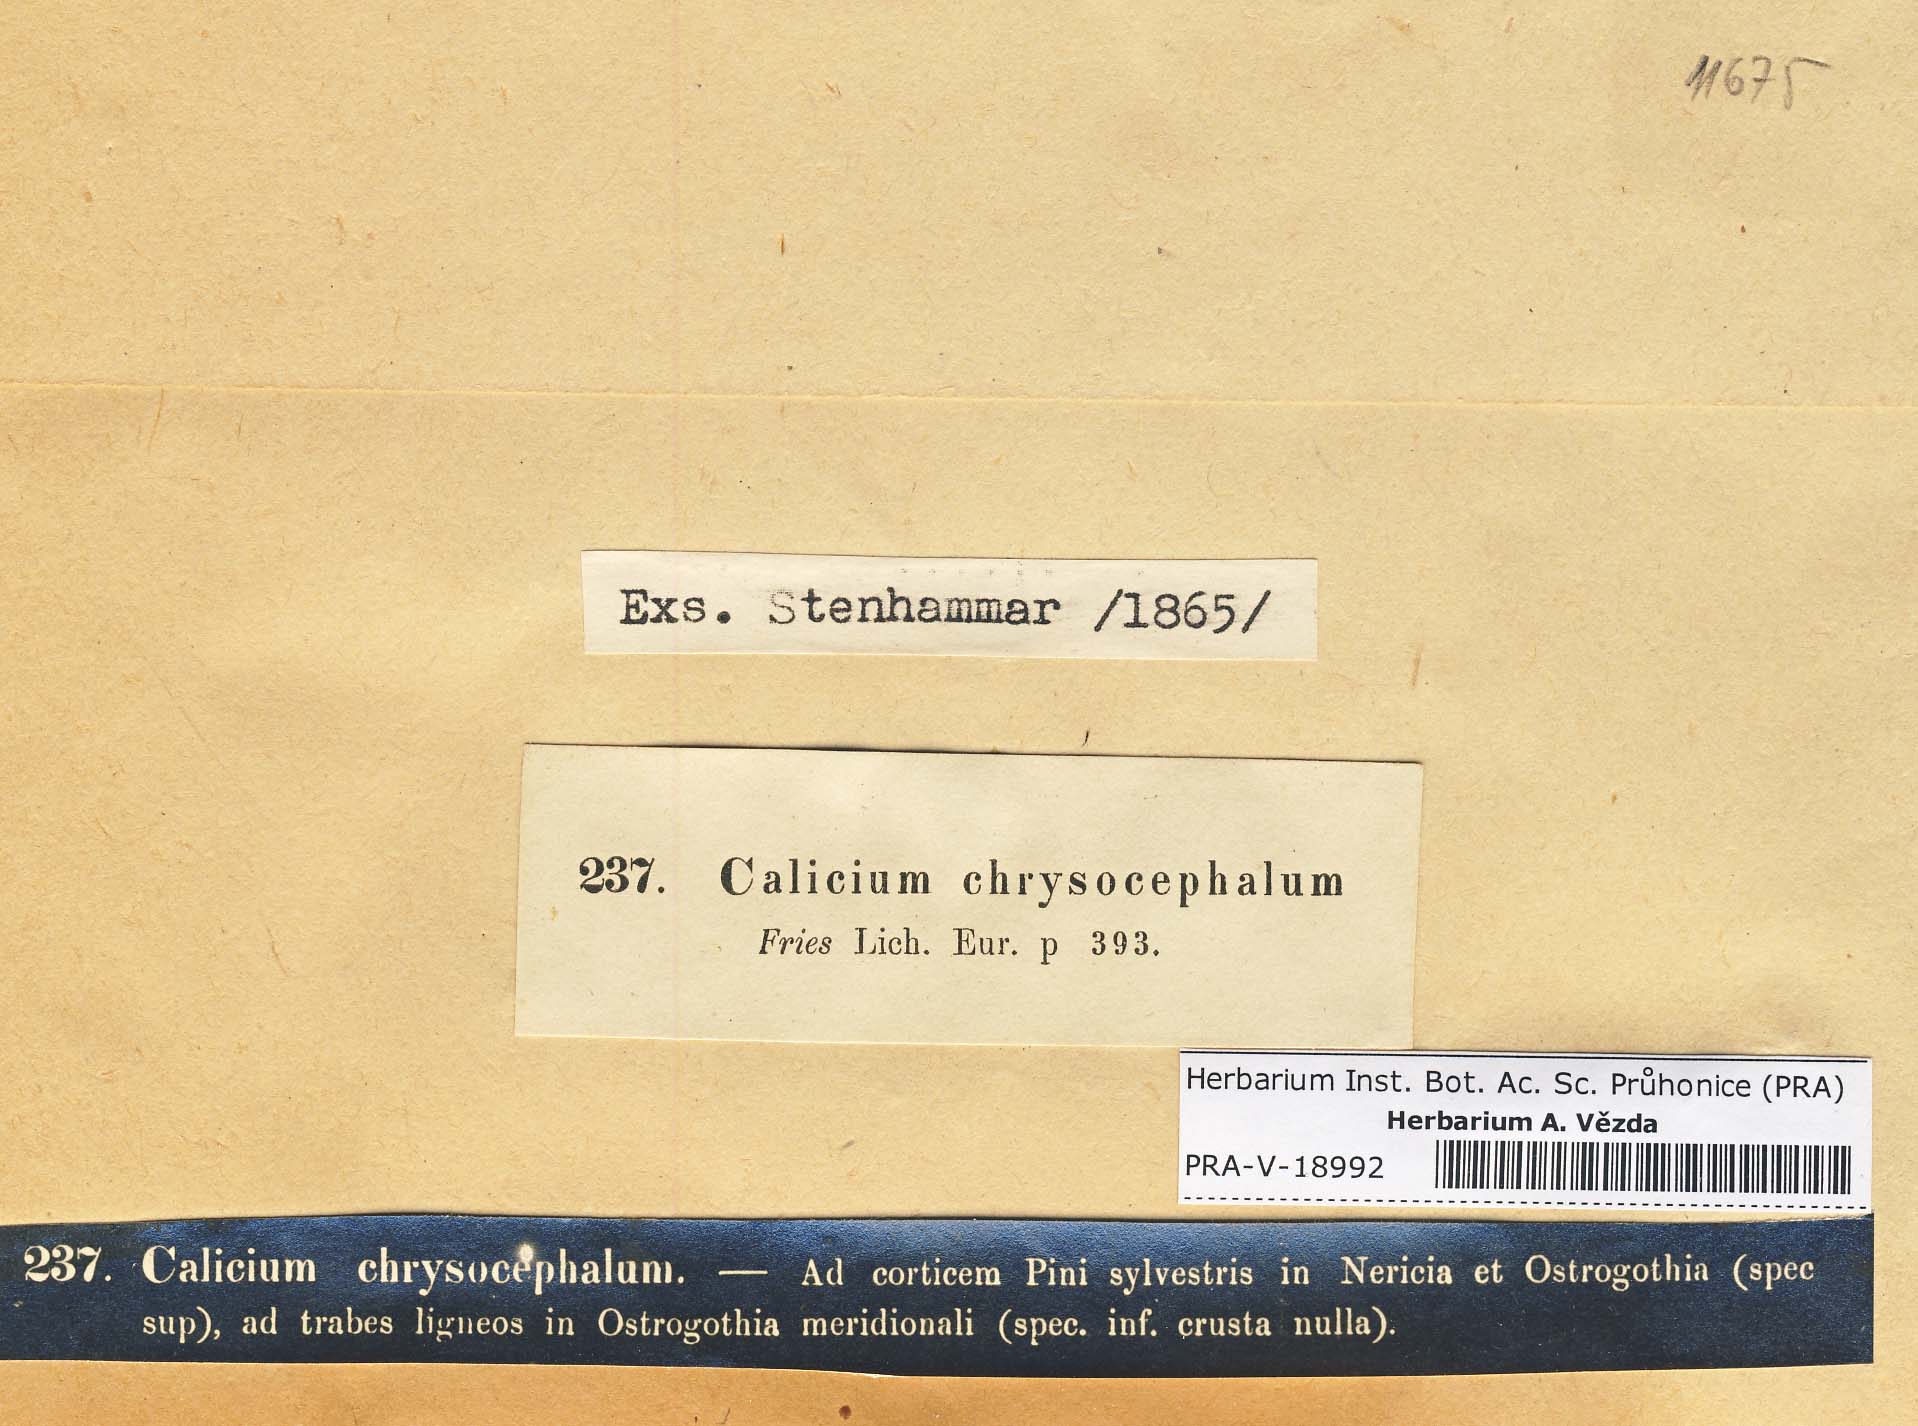 11675
Exs. Stenhammar /1865/
237. Calicium chrysocephalum
Fries Lich. Eur. p 393.
Herbarium Inst. Bot. Ac. Sc. Průhonice (PRA)
Herbarium A. Vězda
PRA-V-18992
237. Calicium chrysocephalum. — Ad corticem Pini sylvestris in Nericia et Ostrogothia (spec
sup), ad trabes ligneos in Ostrogothia meridionali (spec. inf. crusta nulla).